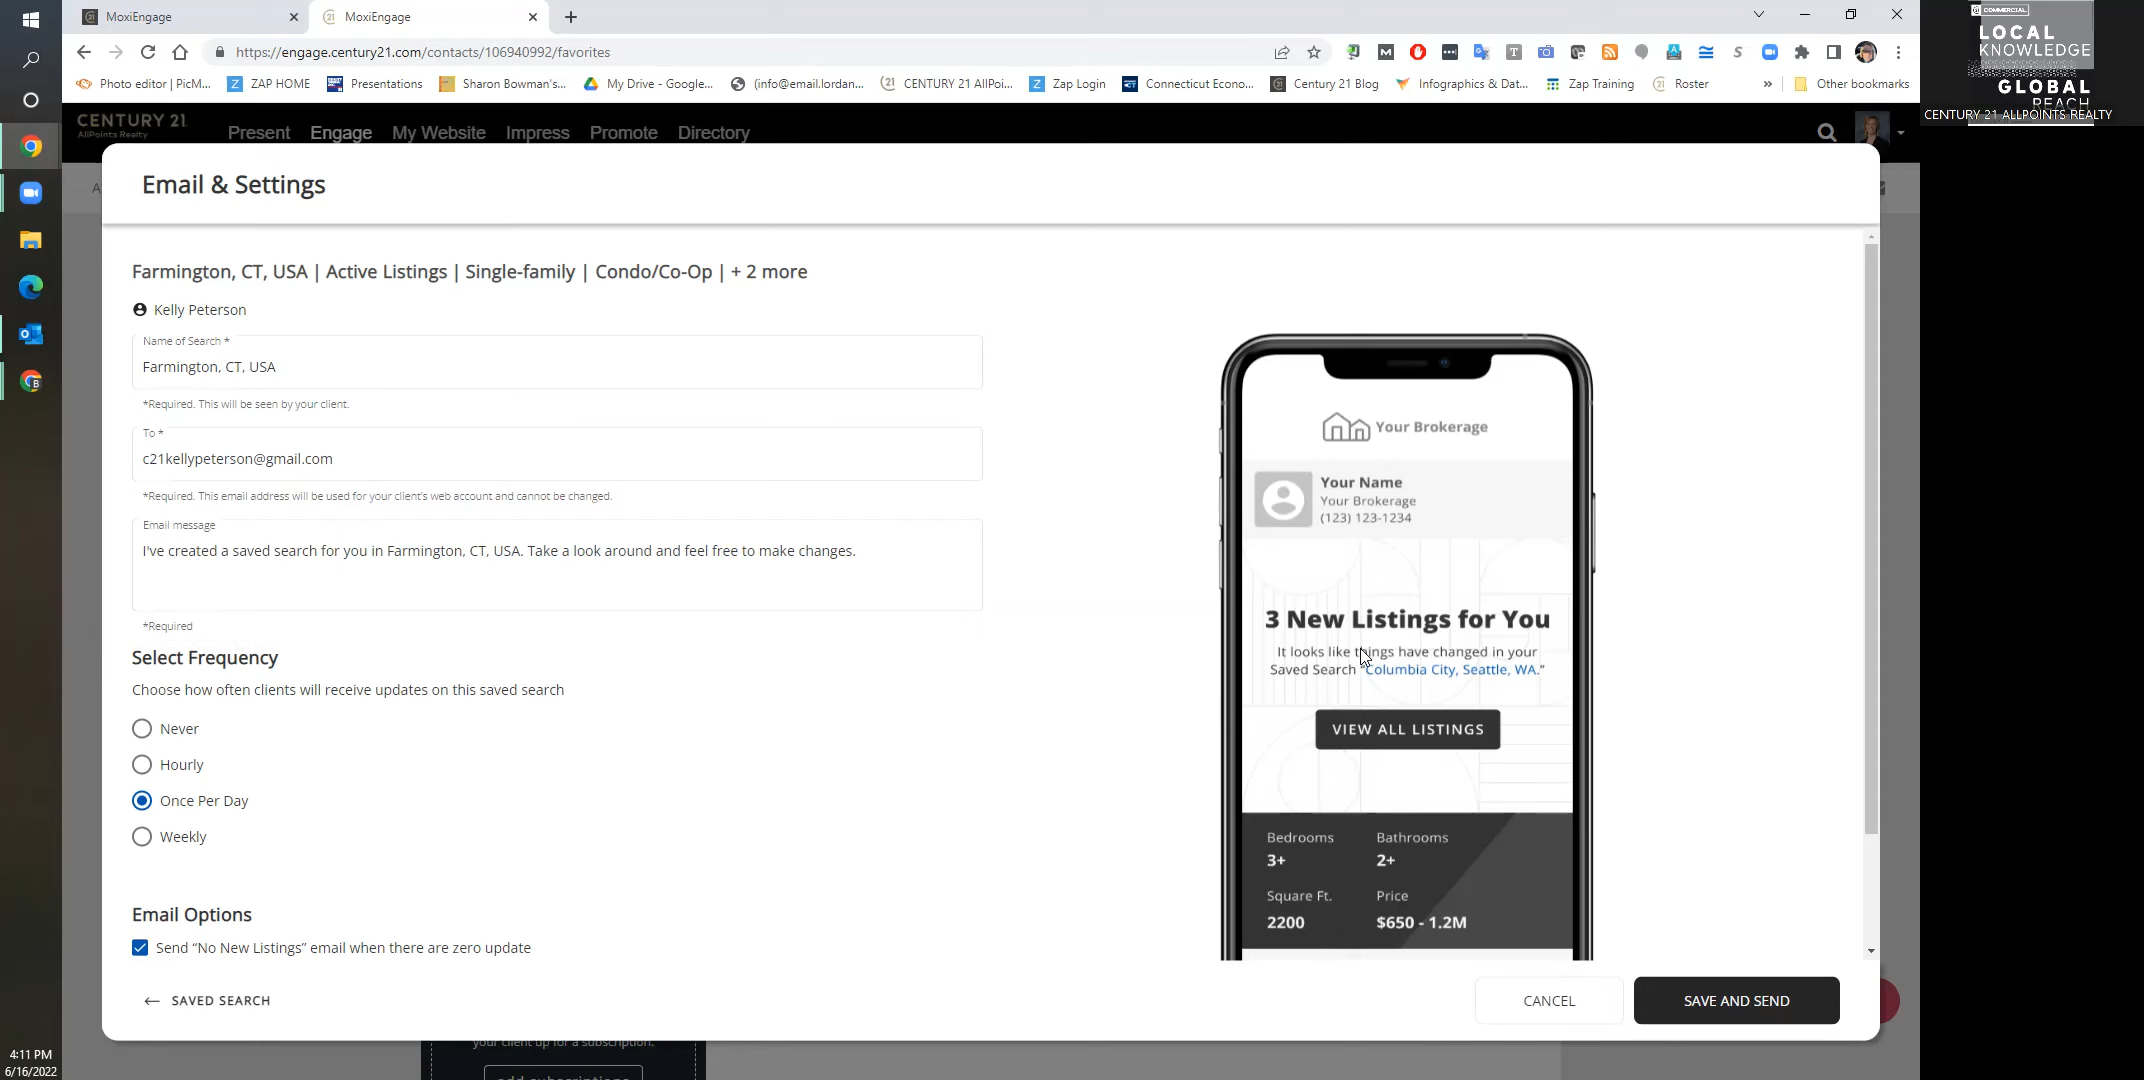 MoxiEngage
MoxiEngage
https://engage.century21.com/contacts/106940992/favorites
Photo editor | PicM...
ZAP HOME
Presentations
Sharon Bowman's...
My Drive - Google...
(info@email.lordan...
CENTURY 21 AllPoi...
Zap Login
Connecticut Econo...
Century 21 Blog
Infographics & Dat...
Zap Training
Roster
»
Other bookmarks
CENTURY 21
AllPoints Realty
Present
Engage
My Website
Impress
Promote
Directory
COMMERCIAL
LOCAL
KNOWLEDGE
GLOBAL
REACH
CENTURY 21 ALLPOINTS REALTY
Email & Settings
Farmington, CT, USA | Active Listings | Single-family | Condo/Co-Op | + 2 more
Kelly Peterson
Name of Search *
Farmington, CT, USA
*Required. This will be seen by your client.
To *
c21kellypeterson@gmail.com
*Required. This email address will be used for your client's web account and cannot be changed.
Email message
I've created a saved search for you in Farmington, CT, USA. Take a look around and feel free to make changes.
*Required
Select Frequency
Choose how often clients will receive updates on this saved search
Never
Hourly
Once Per Day
Weekly
Email Options
Send “No New Listings” email when there are zero update
Your Brokerage
Your Name
Your Brokerage
(123) 123-1234
3 New Listings for You
It looks like things have changed in your
Saved Search “Columbia City, Seattle, WA.”
VIEW ALL LISTINGS
Bedrooms
Bathrooms
3+
2+
Square Ft.
Price
2200
$650 - 1.2M
SAVED SEARCH
CANCEL
SAVE AND SEND
your client up for a subscription.
add subscriptions
4:11 PM
6/16/2022